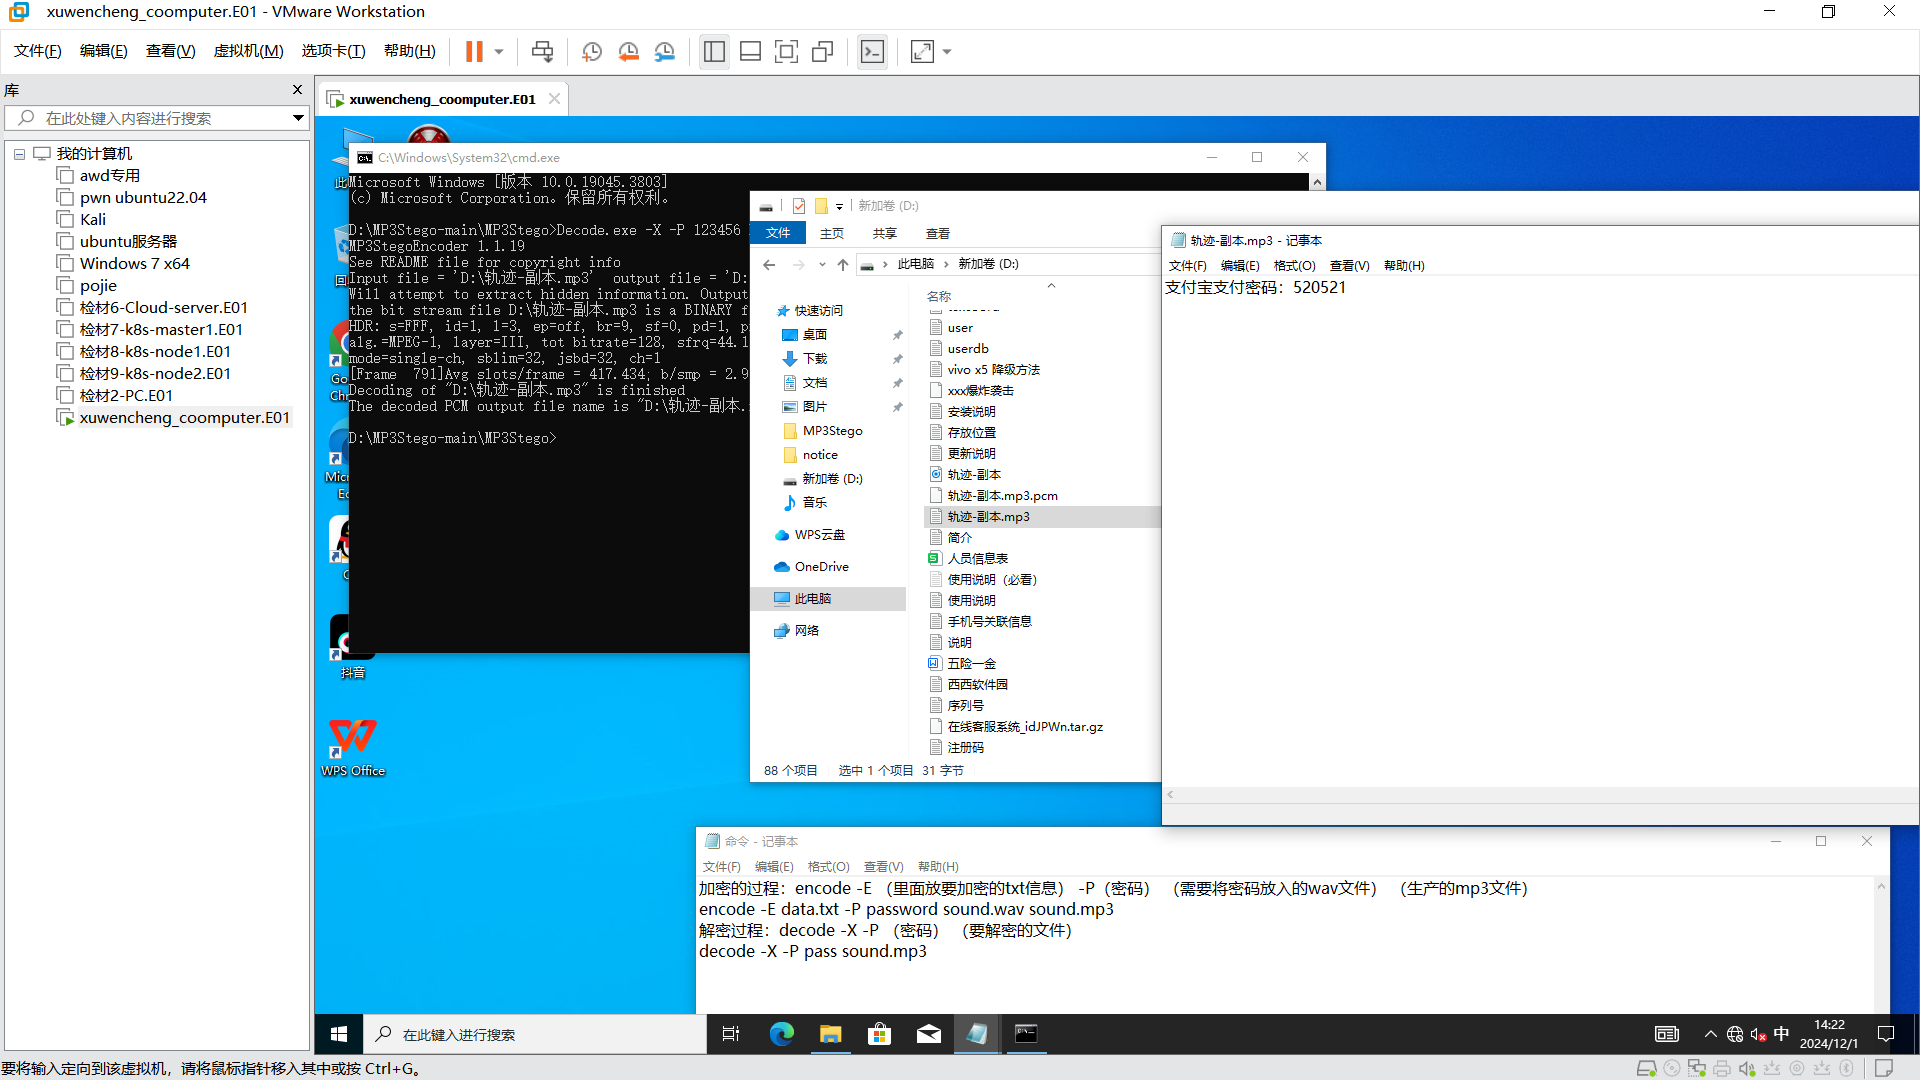 xuwencheng_coomputer.E01 - VMware Workstation
文件(F) 编辑(E) 查看(V) 虚拟机(M) 选项卡(T) 帮助(H)
库
在此处键入内容进行搜索
我的计算机
awd专用
pwn ubuntu22.04
Kali
ubuntu服务器
Windows 7 x64
pojie
检材6-Cloud-server.E01
检材7-k8s-master1.E01
检材8-k8s-node1.E01
检材9-k8s-node2.E01
检材2-PC.E01
xuwencheng_coomputer.E01
xuwencheng_coomputer.E01
抖音
WPS Office
C:\Windows\System32\cmd.exe
Microsoft Windows [版本 10.0.19045.3803]
(c) Microsoft Corporation。保留所有权利。
D:\MP3Stego-main\MP3Stego>Decode.exe -X -P 123456
MP3StegoEncoder 1.1.19
See README file for copyright info
Input file = 'D:\轨迹-副本.mp3'  output file = 'D:
Will attempt to extract hidden information. Output
the bit stream file D:\轨迹-副本.mp3 is a BINARY f
HDR: s=FFF, id=1, l=3, ep=off, br=9, sf=0, pd=1, p
alg.=MPEG-1, layer=III, tot bitrate=128, sfrq=44.1
mode=single-ch, sblim=32, jsbd=32, ch=1
[Frame  791]Avg slots/frame = 417.434; b/smp = 2.9
Decoding of "D:\轨迹-副本.mp3" is finished
The decoded PCM output file name is "D:\轨迹-副本.
D:\MP3Stego-main\MP3Stego>
新加卷 (D:)
文件 主页 共享 查看
此电脑 新加卷 (D:)
快速访问
桌面
下载
文档
图片
MP3Stego
notice
新加卷 (D:)
音乐
WPS云盘
OneDrive
此电脑
网络
名称
user
userdb
vivo x5 降级方法
xxx爆炸袭击
安装说明
存放位置
更新说明
轨迹-副本
轨迹-副本.mp3.pcm
轨迹-副本.mp3
简介
人员信息表
使用说明（必看）
使用说明
手机号关联信息
说明
五险一金
西西软件园
序列号
在线客服系统_idJPWn.tar.gz
注册码
88 个项目 选中 1 个项目 31 字节
轨迹-副本.mp3 - 记事本
文件(F) 编辑(E) 格式(O) 查看(V) 帮助(H)
支付宝支付密码：520521
命令 - 记事本
文件(F) 编辑(E) 格式(O) 查看(V) 帮助(H)
加密的过程：encode -E （里面放要加密的txt信息） -P（密码） （需要将密码放入的wav文件） （生产的mp3文件）
encode -E data.txt -P password sound.wav sound.mp3
解密过程：decode -X -P （密码） （要解密的文件）
decode -X -P pass sound.mp3
在此键入进行搜索
中
14:22
2024/12/1
要将输入定向到该虚拟机，请将鼠标指针移入其中或按 Ctrl+G。